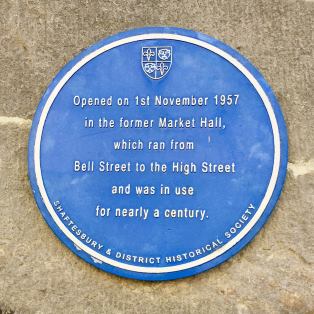 Opened on 1st November 1957
in the former Market Hall,
which ran from
Bell Street to the High Street
and was in use
for nearly a century.
SHAFTESBURY & DISTRICT HISTORICAL SOCIETY